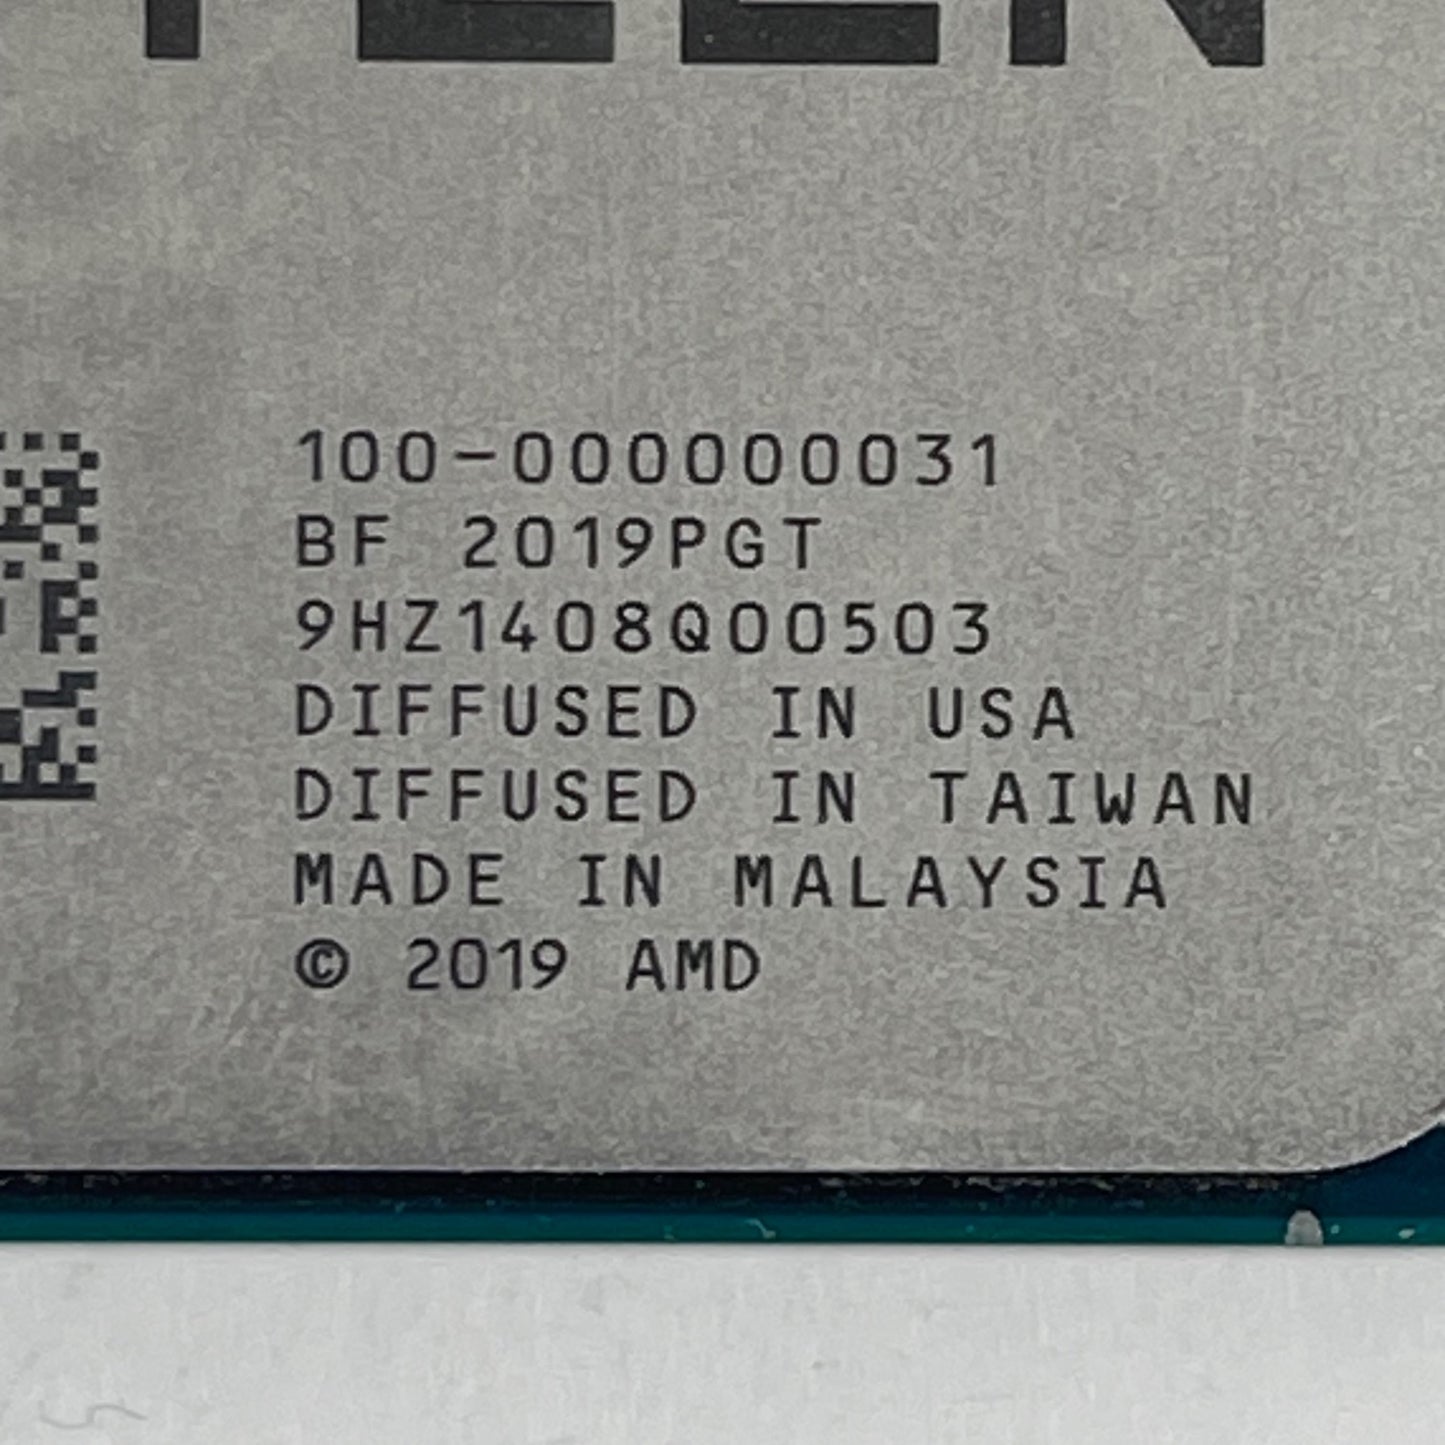 100-000000031
BF 2019PGT
9HZ1408Q00503
DIFFUSED IN USA
DIFFUSED IN TAIWAN
MADE IN MALAYSIA
© 2019 AMD